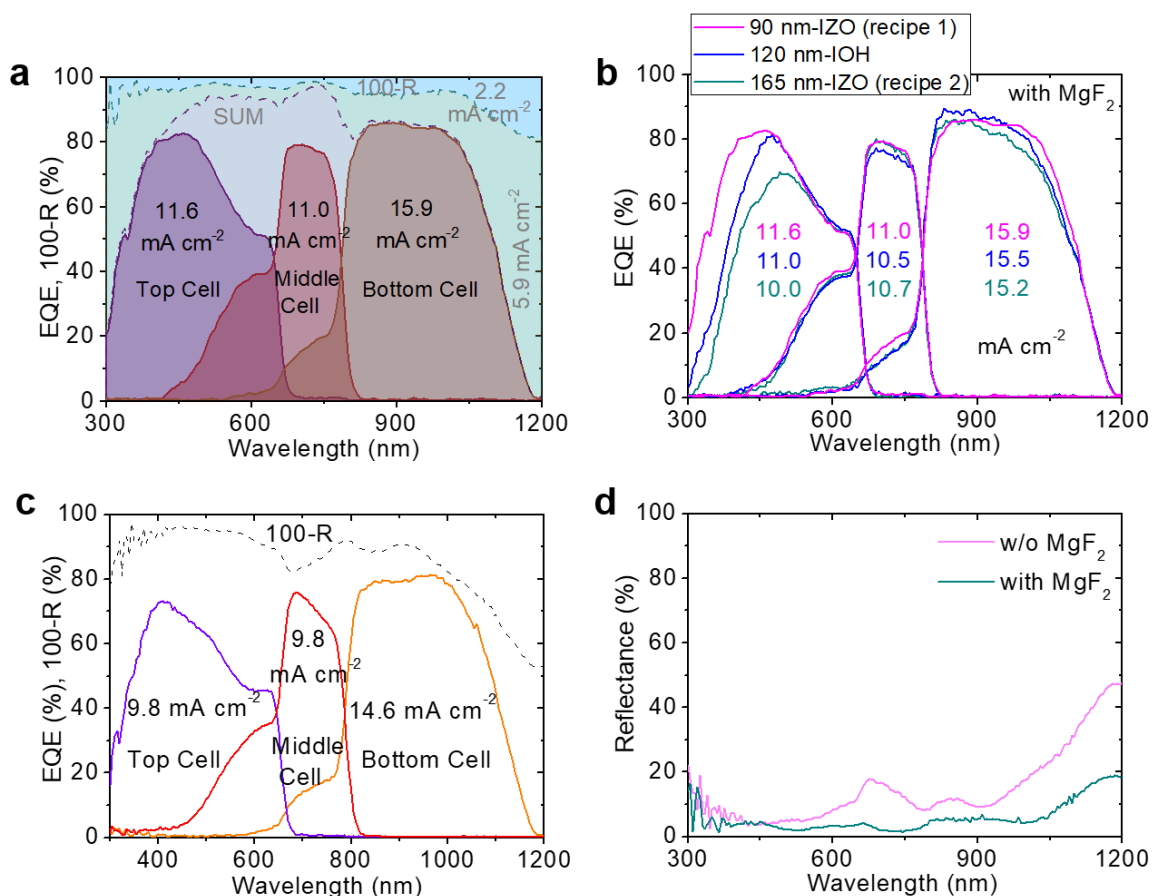 a
100
80
60
40
20
0
EQE, 100-R (%)
100-R
2.2
mA cm⁻²
SUM
11.6
mA cm⁻²
11.0
mA cm⁻²
15.9
mA cm⁻²
Top Cell
Middle
Cell
Bottom Cell
5.9 mA cm⁻²
300 600 900 1200
Wavelength (nm)
90 nm-IZO (recipe 1)
120 nm-IOH
165 nm-IZO (recipe 2)
b
100
80
60
40
20
0
EQE (%)
with MgF₂
11.6 11.0 15.9
11.0 10.5 15.5
10.0 10.7 15.2
mA cm⁻²
300 600 900 1200
Wavelength (nm)
c
100
80
60
40
20
0
EQE (%), 100-R (%)
100-R
9.8
mA cm⁻²
9.8 mA cm⁻²
14.6 mA cm⁻²
Top Cell
Middle
Cell
Bottom Cell
400 600 800 1000 1200
Wavelength (nm)
d
100
80
60
40
20
0
Reflectance (%)
w/o MgF₂
with MgF₂
300 600 900 1200
Wavelength (nm)